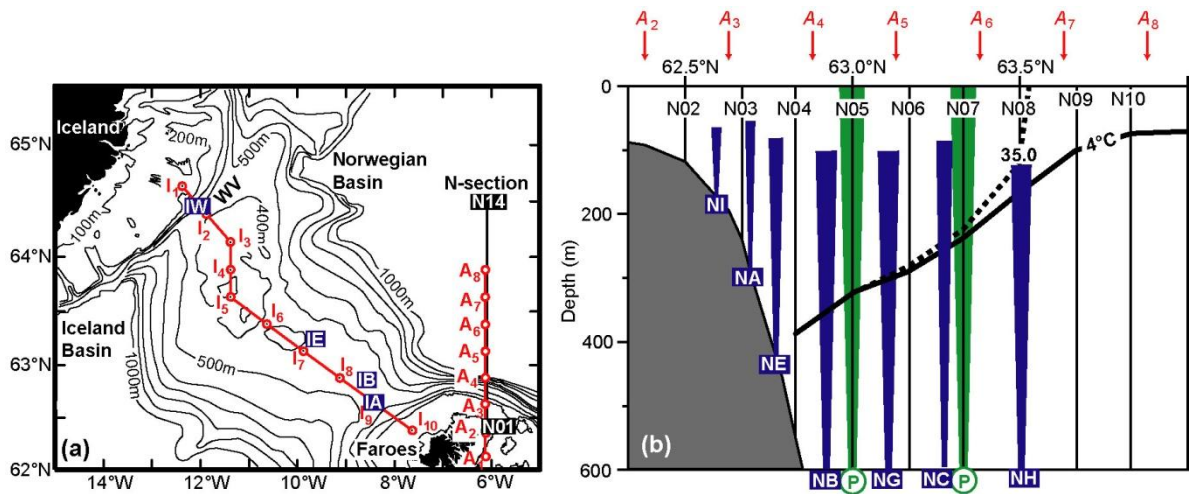 65°N
64°N
63°N
62°N
14°W
12°W
10°W
8°W
6°W
Iceland
200m
500m
Norwegian
Basin
N-section
N14
I₁
IW
WV
I₂
I₃
400m
100m
I₄
I₅
I₆
1000m
A₈
A₇
A₆
A₅
A₄
A₃
A₂
A
N01
Iceland
Basin
1000m
500m
IE
I₇
I₈
IB
IA
I₉
I₁₀
Faroes
(a)
A₂ A₃ A₄ A₅ A₆ A₇ A₈
62.5°N 63.0°N 63.5°N
N02 N03 N04 N05 N06 N07 N08 N09 N10
0
200
400
600
Depth (m)
35.0
4°C
NI
NA
NE
(b)
NB P NG NC P NH